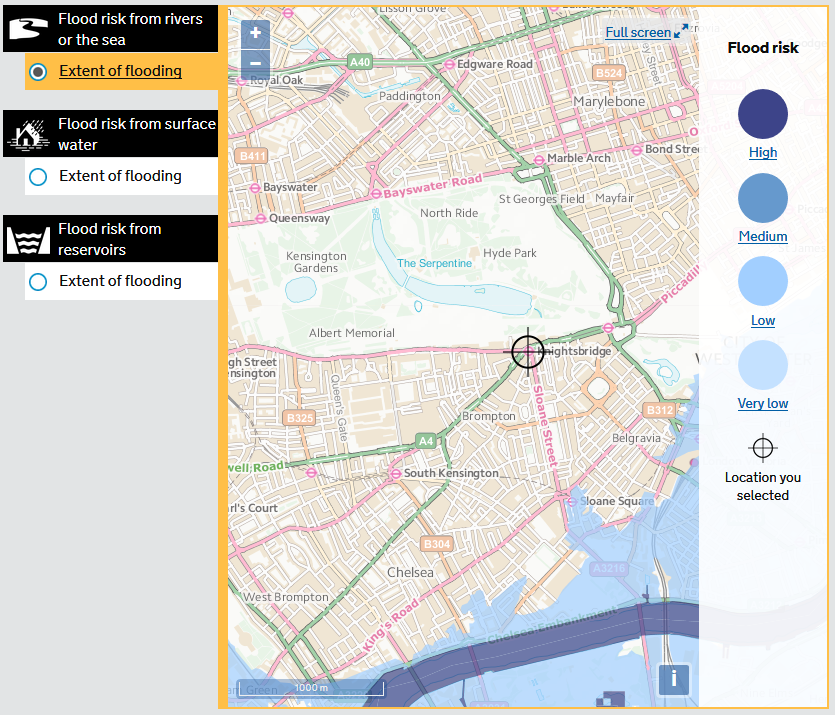 Flood risk from rivers
or the sea
Extent of flooding
Flood risk from surface
water
Extent of flooding
Flood risk from
reservoirs
Extent of flooding
+
−
Full screen
Lisson Grove
A40
Edgware Road
Royal Oak
B524
Paddington
Marylebone
B411
Marble Arch
Bond Stree
Bayswater
Bayswater Road
St Georges Field
Mayfair
Queensway
North Ride
Kensington
Gardens
The Serpentine
Hyde Park
Piccadill
Albert Memorial
Knightsbridge
gh Street
ensington
Queen's Gate
Sloane Street
B325
Brompton
B312
A4
Belgravia
well Road
South Kensington
arl's Court
Sloane Square
B304
A3216
Chelsea
West Brompton
King's Road
Chelsea Embankment
1000 m
i
Flood risk
High
Medium
Low
Very low
Location you
selected